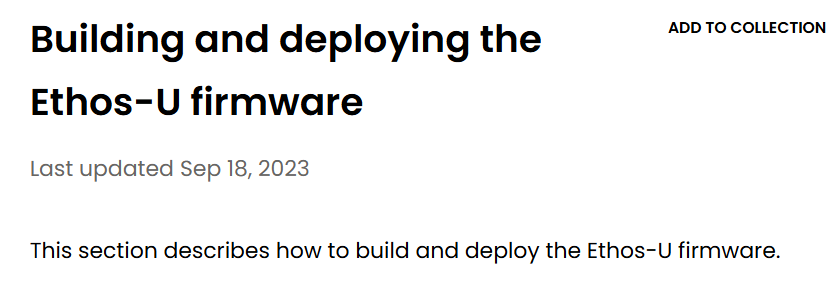 Building and deploying the
Ethos-U firmware
ADD TO COLLECTION
Last updated Sep 18, 2023
This section describes how to build and deploy the Ethos-U firmware.